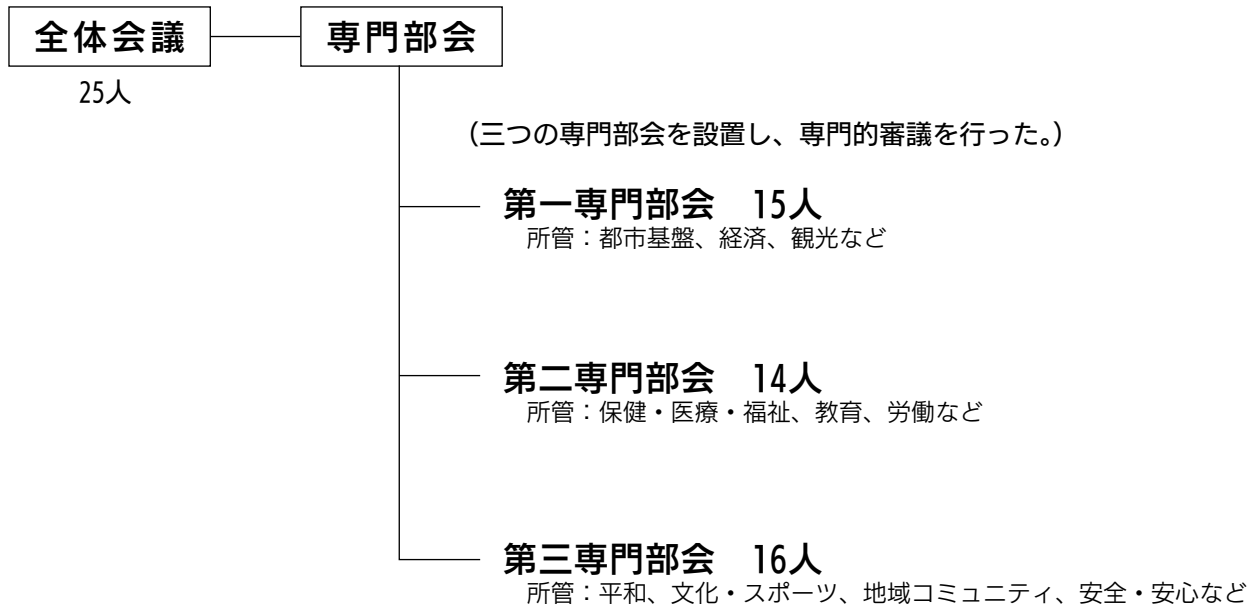 全体会議
専門部会
25人
(三つの専門部会を設置し、専門的審議を行った。)
第一専門部会　15人
所管：都市基盤、経済、観光など
第二専門部会　14人
所管：保健・医療・福祉、教育、労働など
第三専門部会　16人
所管：平和、文化・スポーツ、地域コミュニティ、安全・安心など